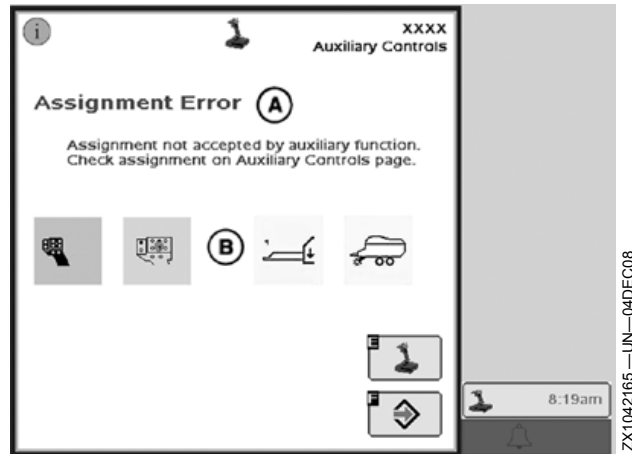 i
XXXX
Auxiliary Controls
Assignment Error A
Assignment not accepted by auxiliary function.
Check assignment on Auxiliary Controls page.
B
E
F
8:19am
ZX1042165 —UN—04DEC08